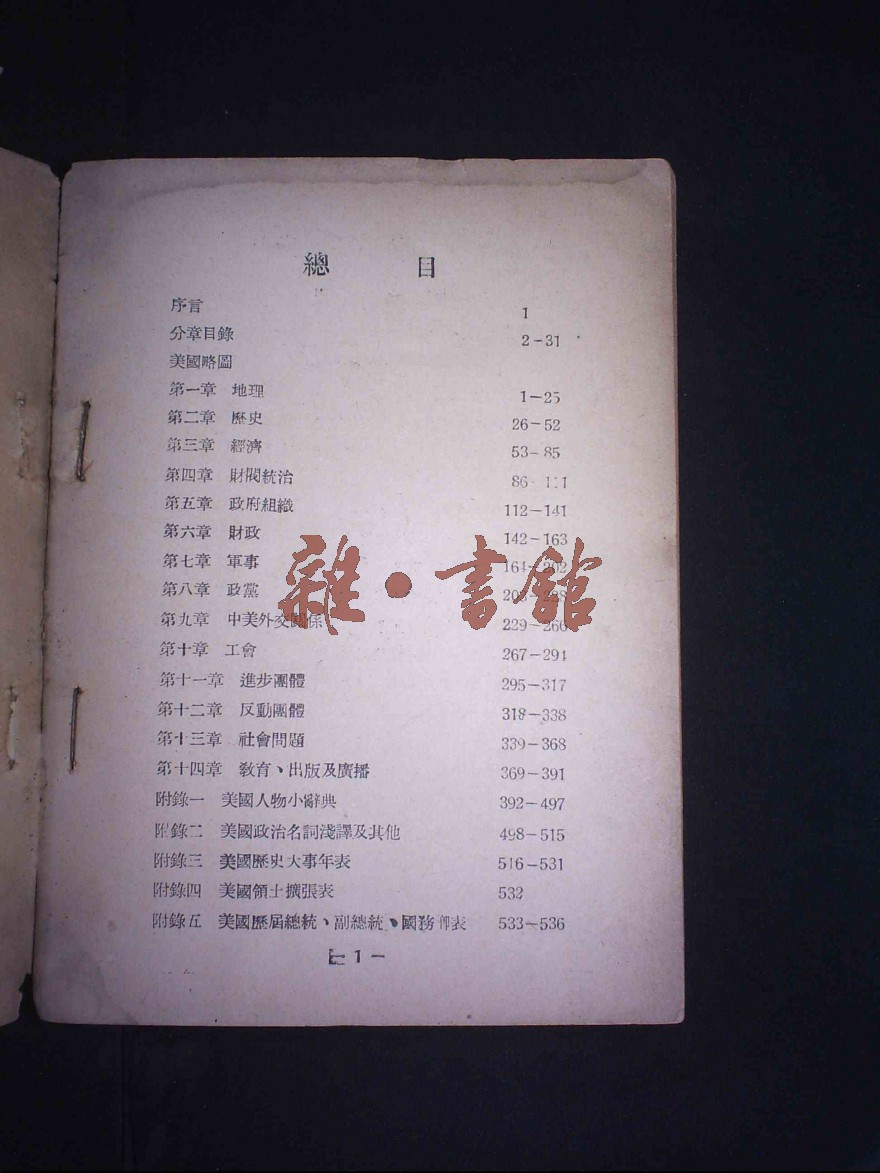 總 目
序言 1
分章目錄 2-31
美國略圖
第一章 地理 1-25
第二章 歷史 26-52
第三章 經濟 53-85
第四章 財閥統治 86-111
第五章 政府組織 112-141
第六章 財政 142-163
第七章 軍事
第八章 政黨
第九章 中美外交關係 229-266
第十章 工會 267-294
第十一章 進步團體 295-317
第十二章 反動團體 318-338
第十三章 社會問題 339-368
第十四章 教育、出版及廣播 369-391
附錄一 美國人物小辭典 392-497
附錄二 美國政治名詞淺譯及其他 498-515
附錄三 美國歷史大事年表 516-531
附錄四 美國領土擴張表 532
附錄五 美國歷屆總統、副總統、國務卿表 533-536
- 1 -
雜·書館